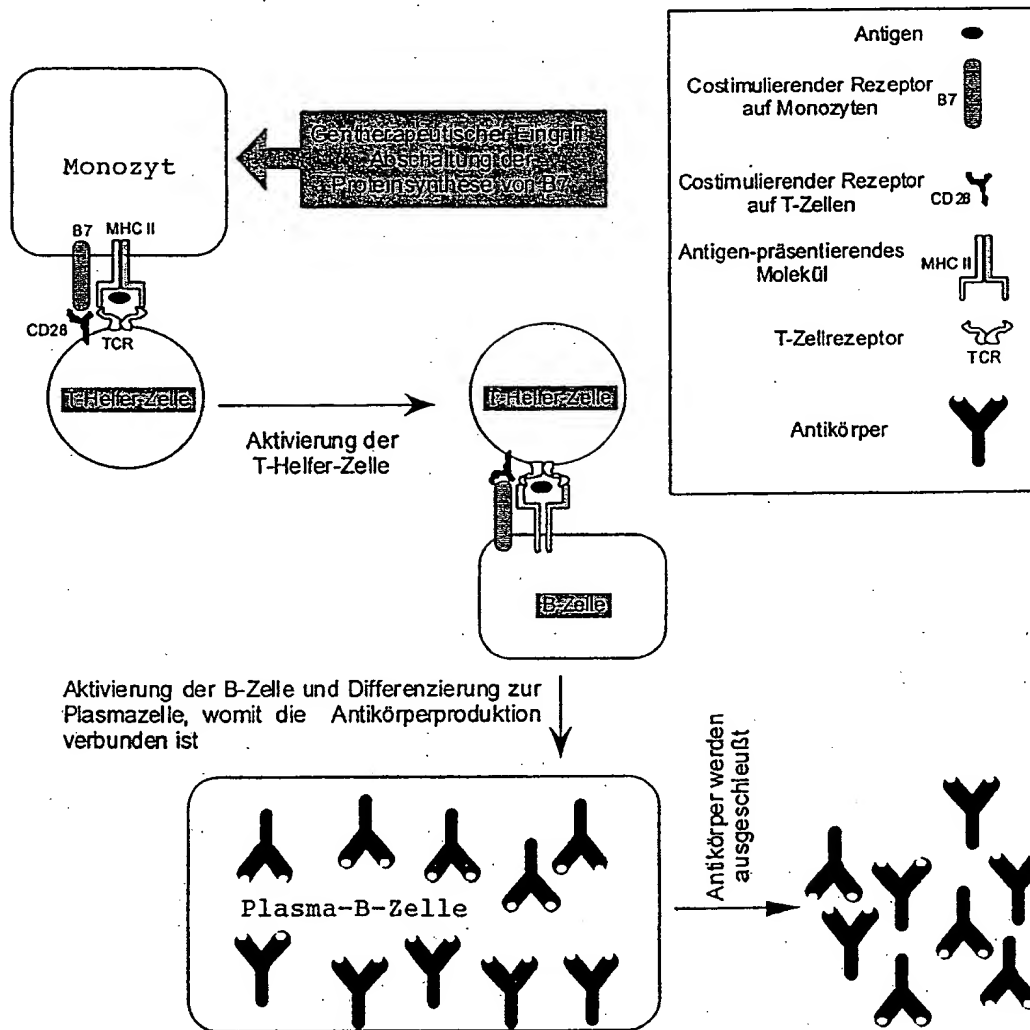 Monozyt
B7 MHC II
CD28
TCR
T-Helfer-Zelle
Gentherapeutischer Eingriff
Abschaltung der
Proteinsynthese von B7
Aktivierung der
T-Helfer-Zelle
T-Helfer-Zelle
B-Zelle
Antigen
Costimulierender Rezeptor
auf Monozyten
B7
Costimulierender Rezeptor
auf T-Zellen
CD28
Antigen-präsentierendes
Molekül
MHC II
T-Zellrezeptor
TCR
Antikörper
Aktivierung der B-Zelle und Differenzierung zur
Plasmazelle, womit die Antikörperproduktion
verbunden ist
Plasma-B-Zelle
Antikörper werden
ausgeschleußt